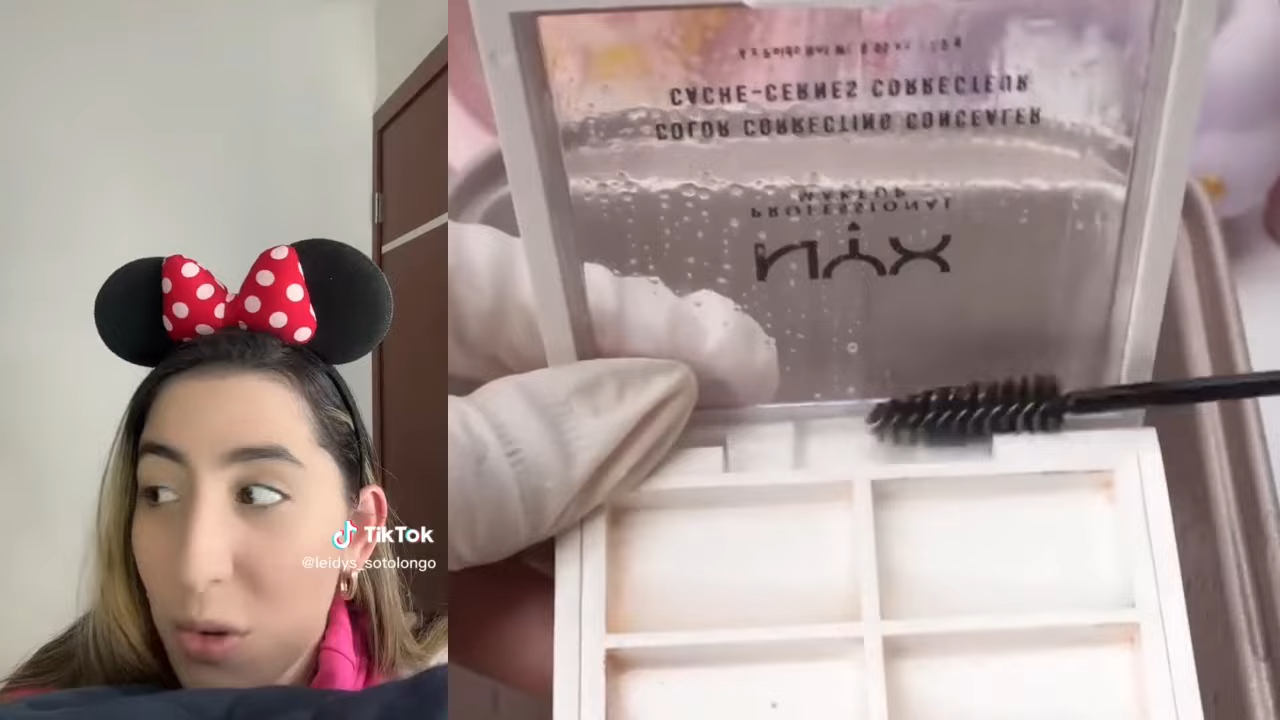 TikTok
@leidys_sotolongo
CACHE-CERNES CORRECTEUR
COLOR CORRECTING CONCEALER
MAKEUP
PROFESSIONAL
NYX